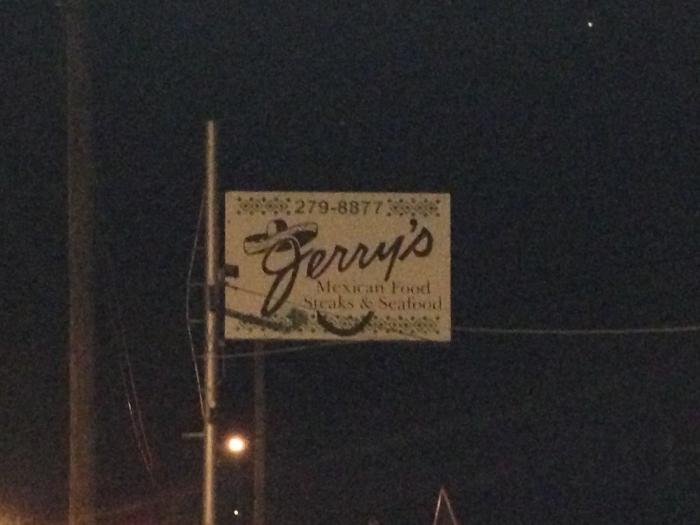 279-8877
Jerry's
Mexican Food
Steaks & Seafood